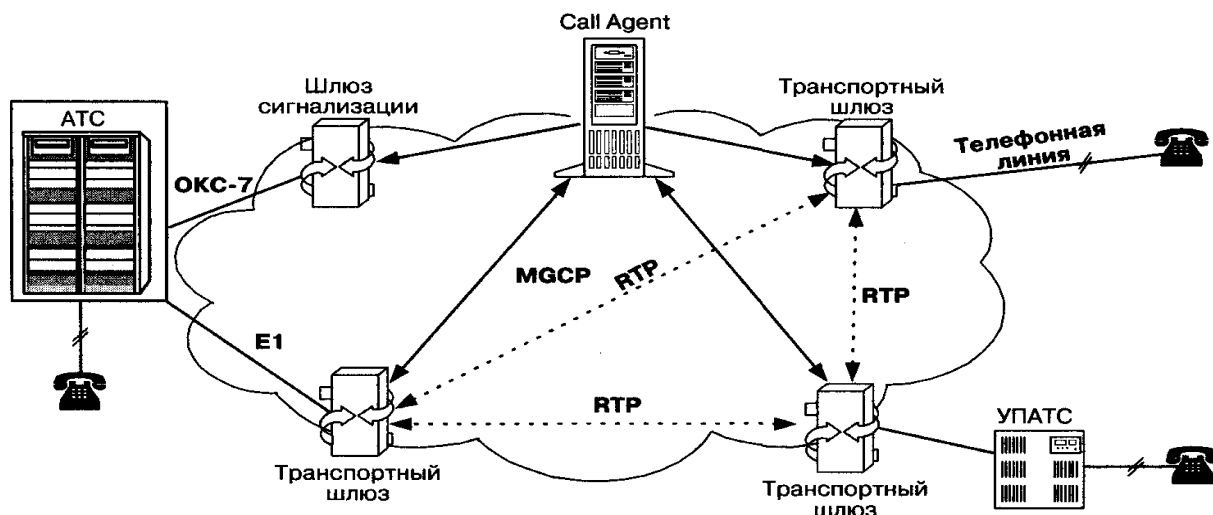 Call Agent
Шлюз
сигнализации
Транспортный
шлюз
АТС
Телефонная
линия
ОКС-7
MGCP
RTP
RTP
E1
RTP
УПАТС
Транспортный
шлюз
Транспортный
шлюз